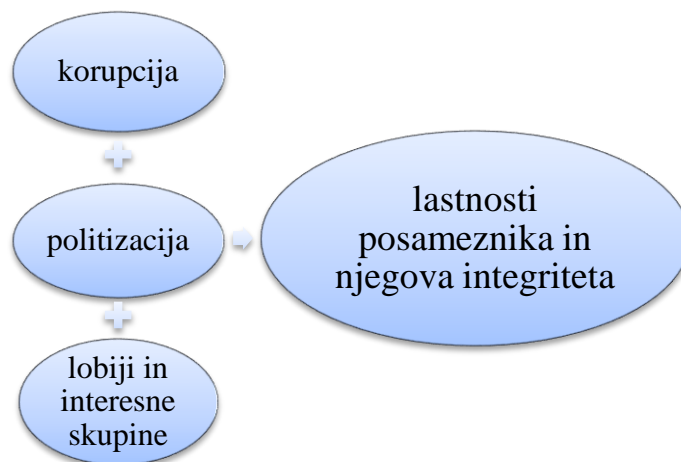 korupcija
politizacija
lobiji in
interesne
skupine
lastnosti
posameznika in
njegova integriteta